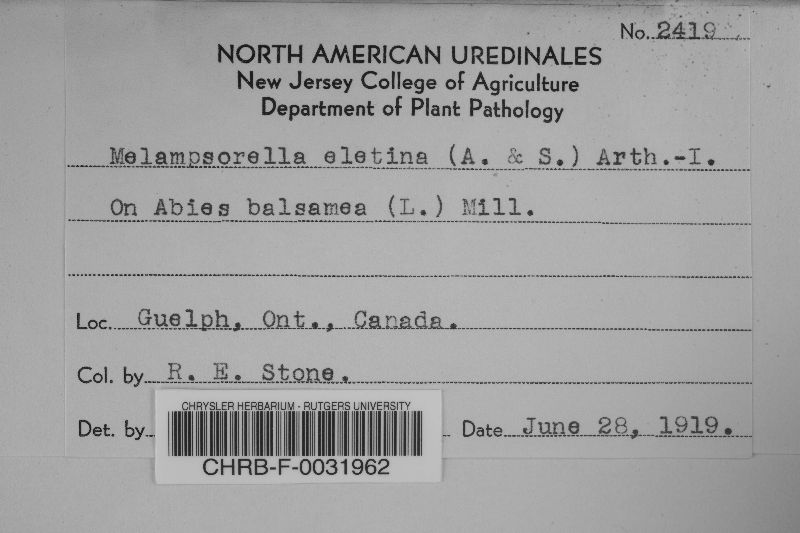 No. 2419
NORTH AMERICAN UREDINALES
New Jersey College of Agriculture
Department of Plant Pathology
Melampsorella eletina (A. & S.) Arth.-I.
On Abies balsamea (L.) Mill.
Loc. Guelph, Ont., Canada.
Col. by R. E. Stone.
Det. by Date June 28, 1919.
CHRYSLER HERBARIUM - RUTGERS UNIVERSITY
CHRB-F-0031962